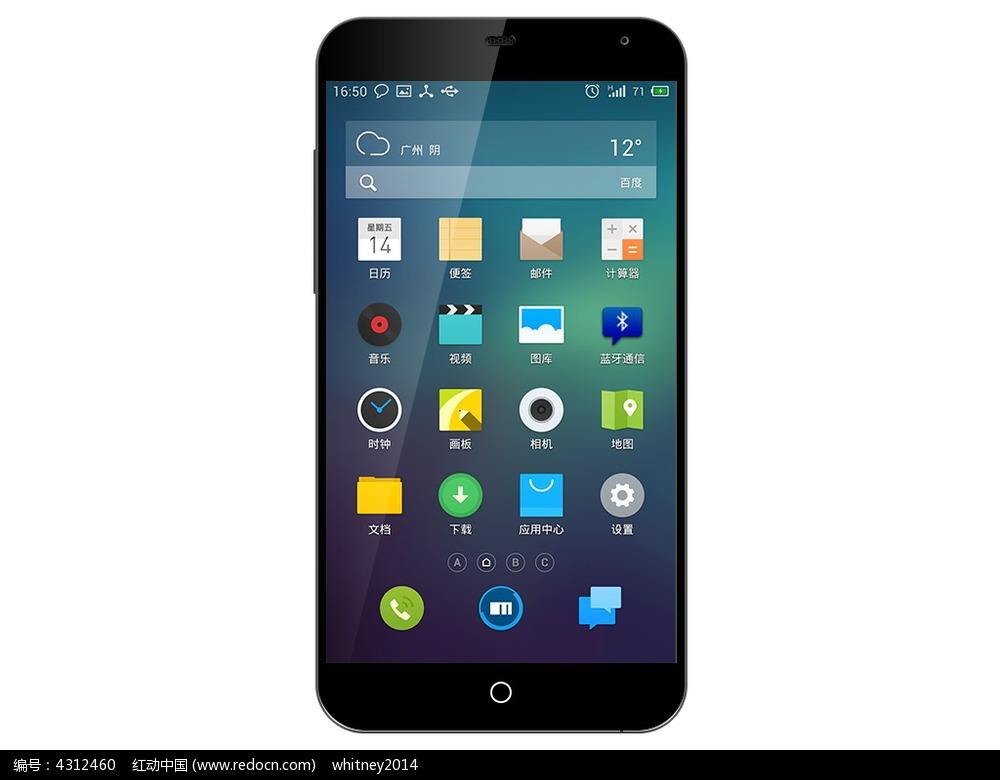 16:50 H 71
广州 阴 12°
百度
星期五
14
日历 便签 邮件 计算器
音乐 视频 图库 蓝牙通信
时钟 画板 相机 地图
文档 下载 应用中心 设置
A B C
编号：4312460 红动中国 (www.redocn.com) whitney2014